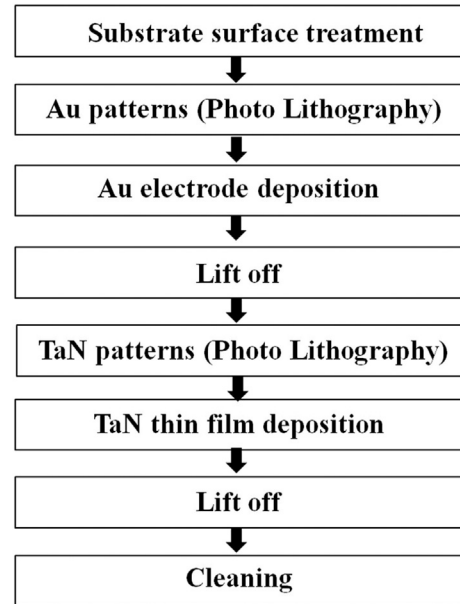 Substrate surface treatment
Au patterns (Photo Lithography)
Au electrode deposition
Lift off
TaN patterns (Photo Lithography)
TaN thin film deposition
Lift off
Cleaning